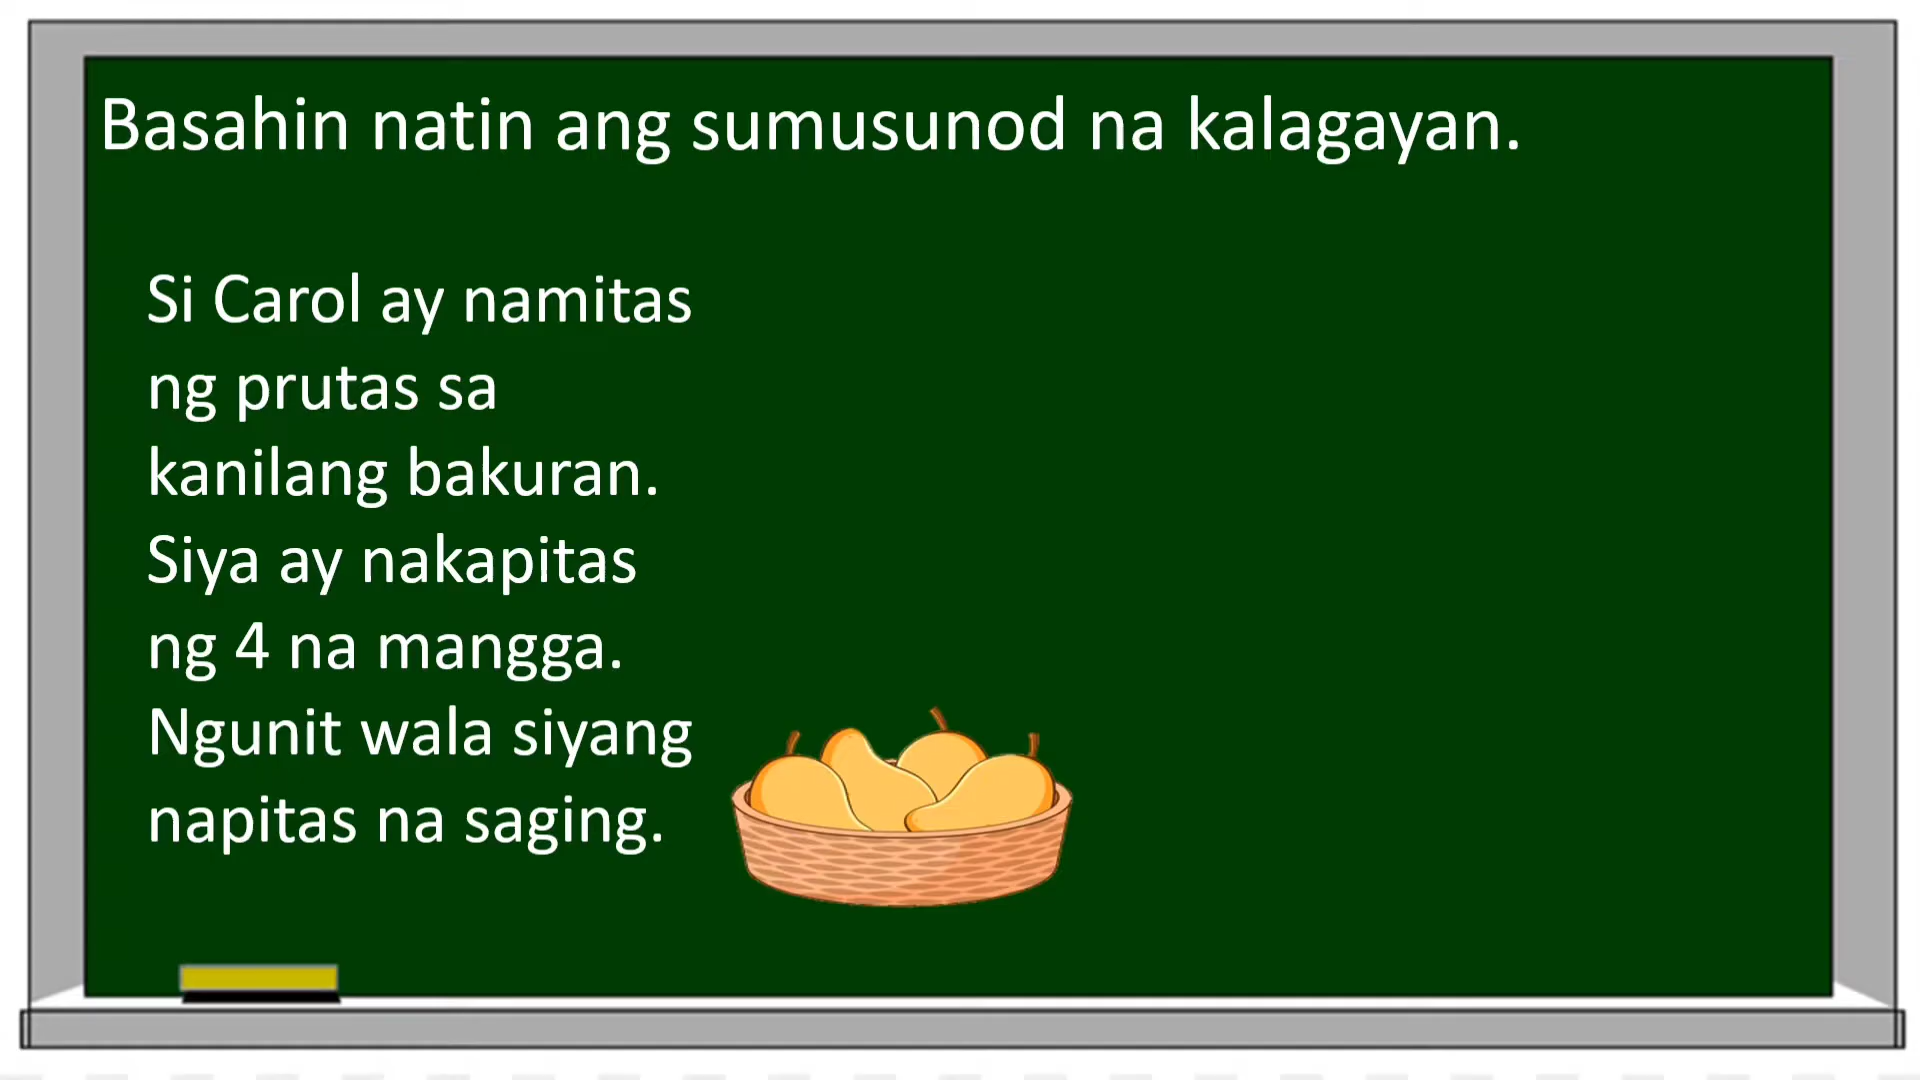 Basahin natin ang sumusunod na kalagayan.
Si Carol ay namitas
ng prutas sa
kanilang bakuran.
Siya ay nakapitas
ng 4 na mangga.
Ngunit wala siyang
napitas na saging.